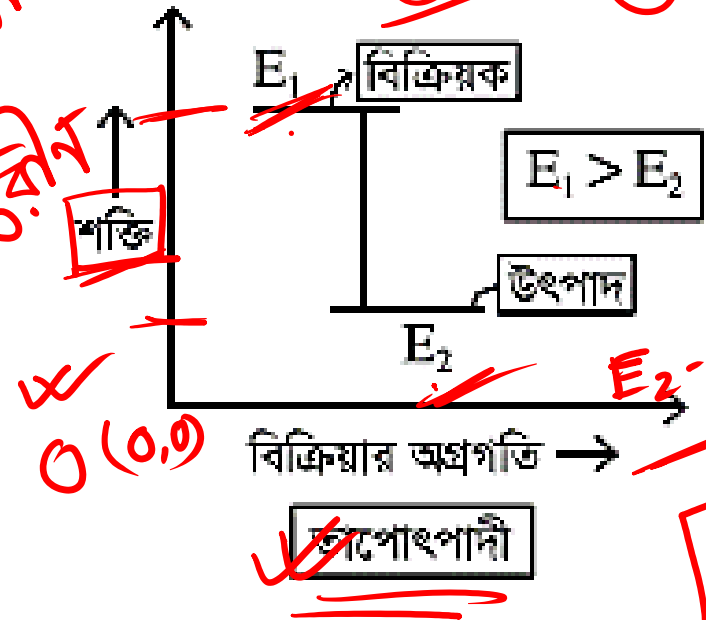 E₁
বিক্রিয়ক
E₁ > E₂
শক্তি
উৎপাদ
E₂
E₂-
O (0,0)
বিক্রিয়ার অগ্রগতি →
তাপোৎপাদী